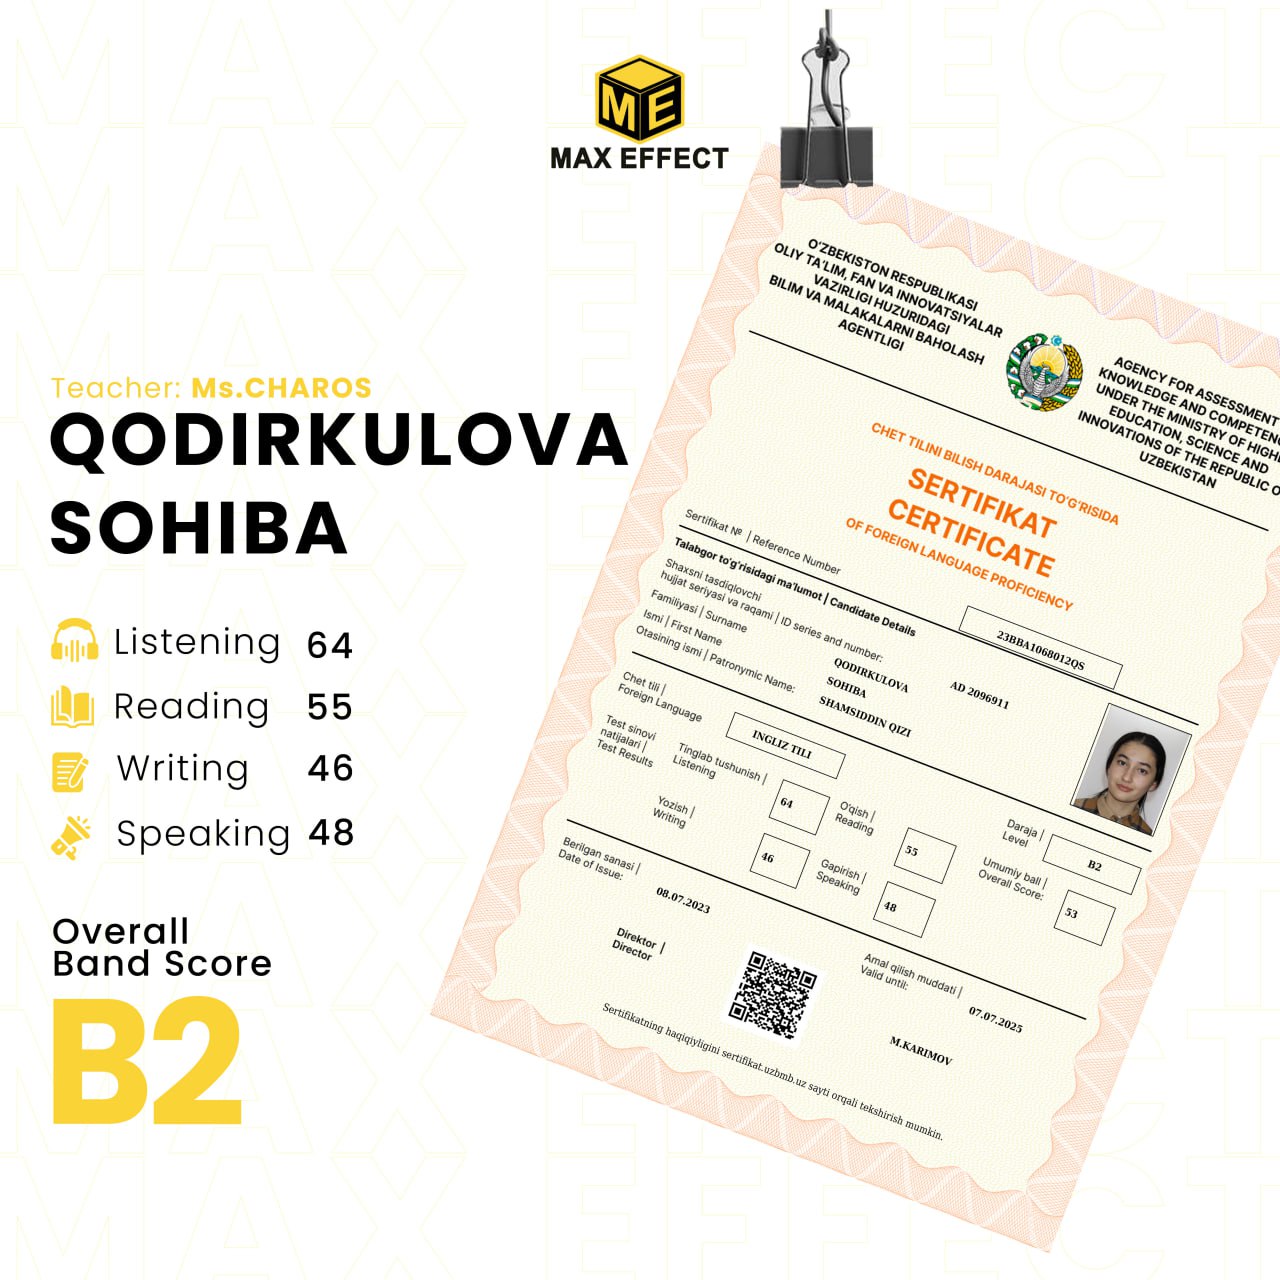 ME
MAX EFFECT
Teacher: Ms.CHAROS
QODIRKULOVA
SOHIBA
Listening 64
Reading 55
Writing 46
Speaking 48
Overall
Band Score
B2
O‘ZBEKISTON RESPUBLIKASI
OLIY TA’LIM, FAN VA INNOVATSIYALAR
VAZIRLIGI HUZURIDAGI
BILIM VA MALAKALARNI BAHOLASH
AGENTLIGI
AGENCY FOR ASSESSMENT
KNOWLEDGE AND
UNDER THE MINISTRY OF
EDUCATION, SCIENCE AND
INNOVATIONS OF THE REPUBLIC
UZBEKISTAN
CHET TILINI BILISH DARAJASI TO‘G‘RISIDA
SERTIFIKAT
CERTIFICATE
OF FOREIGN LANGUAGE PROFICIENCY
Sertifikat № | Reference Number
23BBA1068012QS
Talabgor to‘g‘risidagi ma’lumot | Candidate Details
Shaxsni tasdiqlovchi
hujjat seriyasi va raqami | ID series and number:
AD 2096911
Familiyasi | Surname
QODIRKULOVA
Ismi | First Name
SOHIBA
Otasining ismi | Patronymic Name:
SHAMSIDDIN QIZI
Chet tili |
Foreign Language
INGLIZ TILI
Test sinovi
natijalari |
Test Results
Tinglab tushunish |
Listening
64
O‘qish |
Reading
55
Yozish |
Writing
46
Gapirish |
Speaking
48
Daraja |
Level
B2
Umumiy ball |
Overall Score:
53
Berilgan sanasi |
Date of Issue:
08.07.2023
Amal qilish muddati |
Valid until:
07.07.2025
Direktor |
Director
M.KARIMOV
Sertifikatning haqiqiyligini sertifikat.uzbmb.uz sayti orqali tekshirish mumkin.